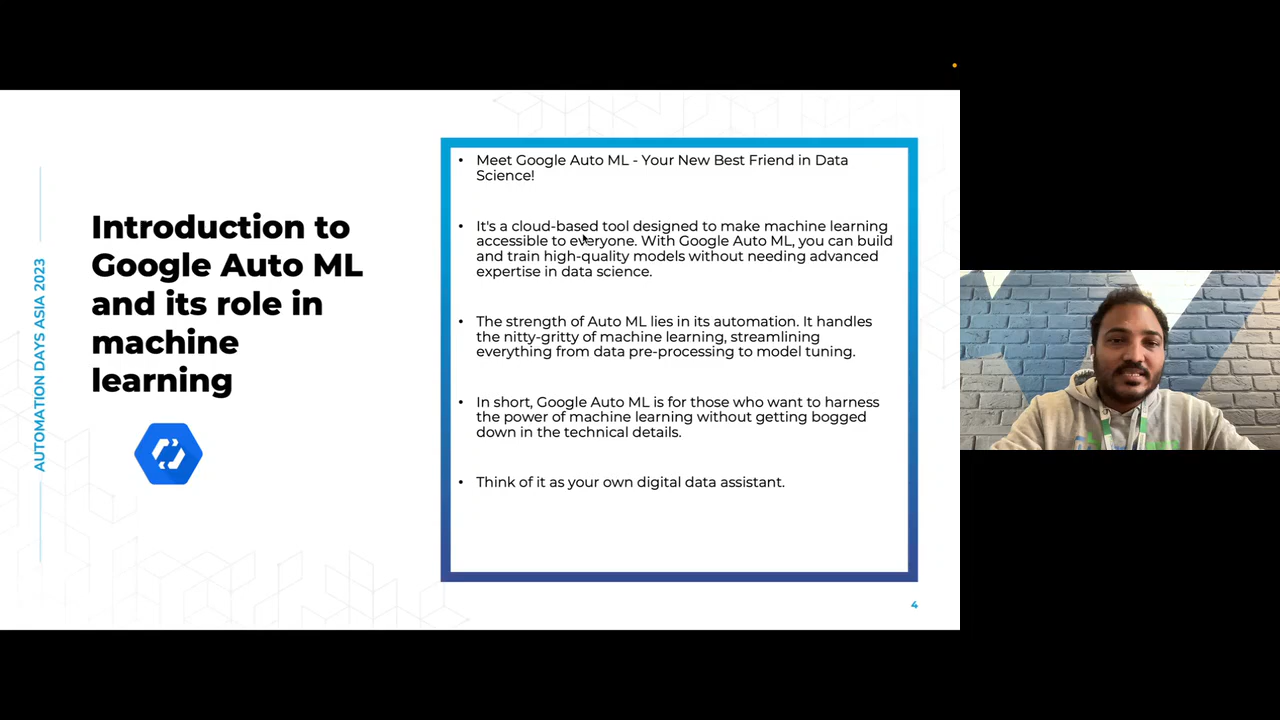 AUTOMATION DAYS ASIA 2023
Introduction to
Google Auto ML
and its role in
machine
learning
• Meet Google Auto ML - Your New Best Friend in Data
Science!
• It's a cloud-based tool designed to make machine learning
accessible to everyone. With Google Auto ML, you can build
and train high-quality models without needing advanced
expertise in data science.
• The strength of Auto ML lies in its automation. It handles
the nitty-gritty of machine learning, streamlining
everything from data pre-processing to model tuning.
• In short, Google Auto ML is for those who want to harness
the power of machine learning without getting bogged
down in the technical details.
• Think of it as your own digital data assistant.
4